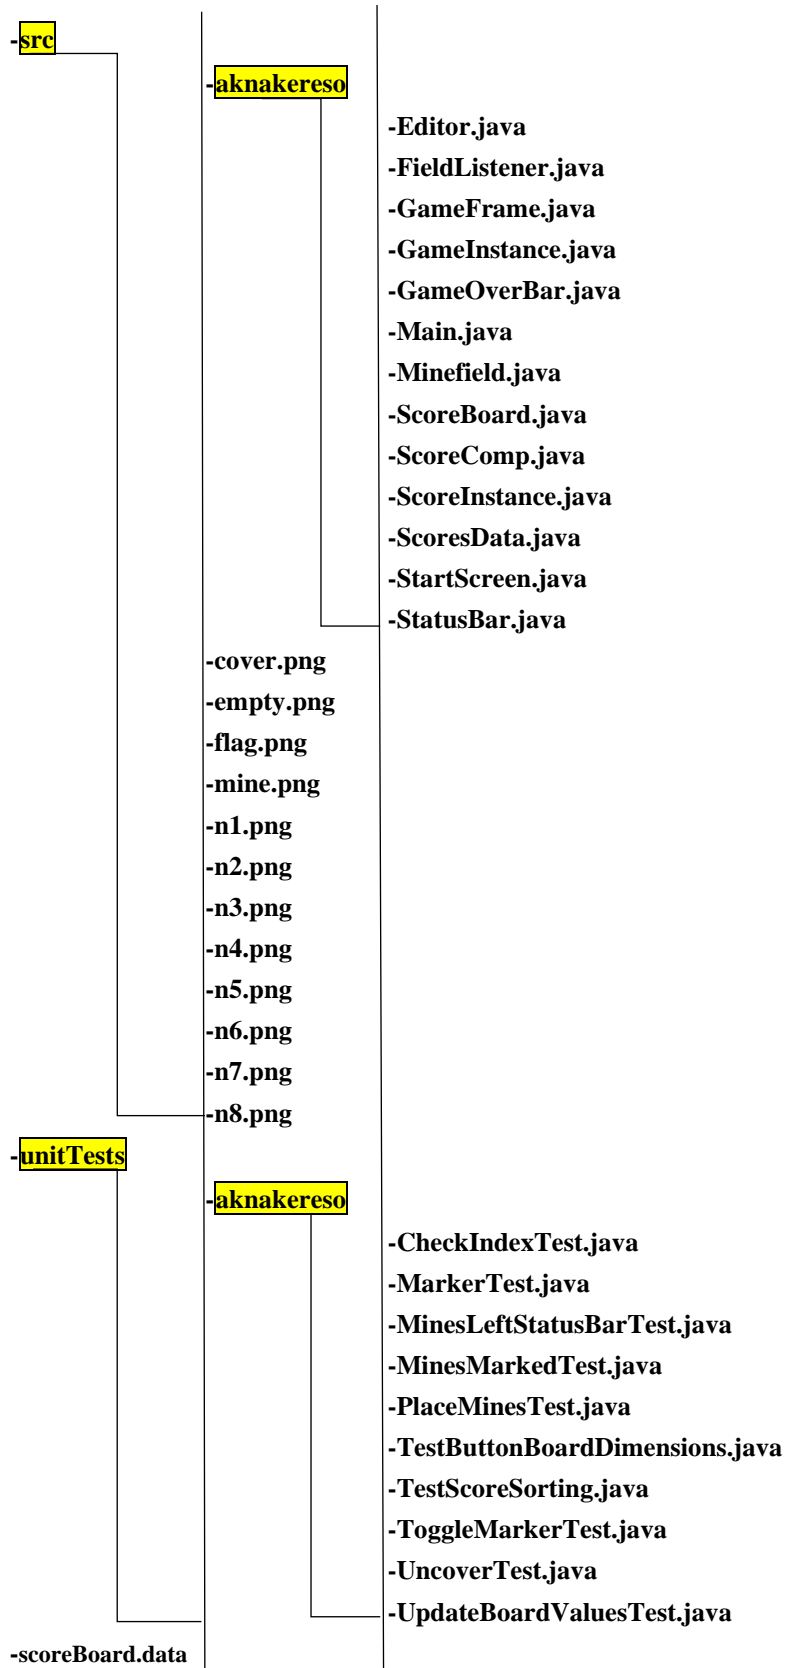 -src
-aknakereso
-Editor.java
-FieldListener.java
-GameFrame.java
-GameInstance.java
-GameOverBar.java
-Main.java
-Minefield.java
-ScoreBoard.java
-ScoreComp.java
-ScoreInstance.java
-ScoresData.java
-StartScreen.java
-StatusBar.java
-cover.png
-empty.png
-flag.png
-mine.png
-n1.png
-n2.png
-n3.png
-n4.png
-n5.png
-n6.png
-n7.png
-n8.png
-unitTests
-aknakereso
-CheckIndexTest.java
-MarkerTest.java
-MinesLeftStatusBarTest.java
-MinesMarkedTest.java
-PlaceMinesTest.java
-TestButtonBoardDimensions.java
-TestScoreSorting.java
-ToggleMarkerTest.java
-UncoverTest.java
-UpdateBoardValuesTest.java
-scoreBoard.data